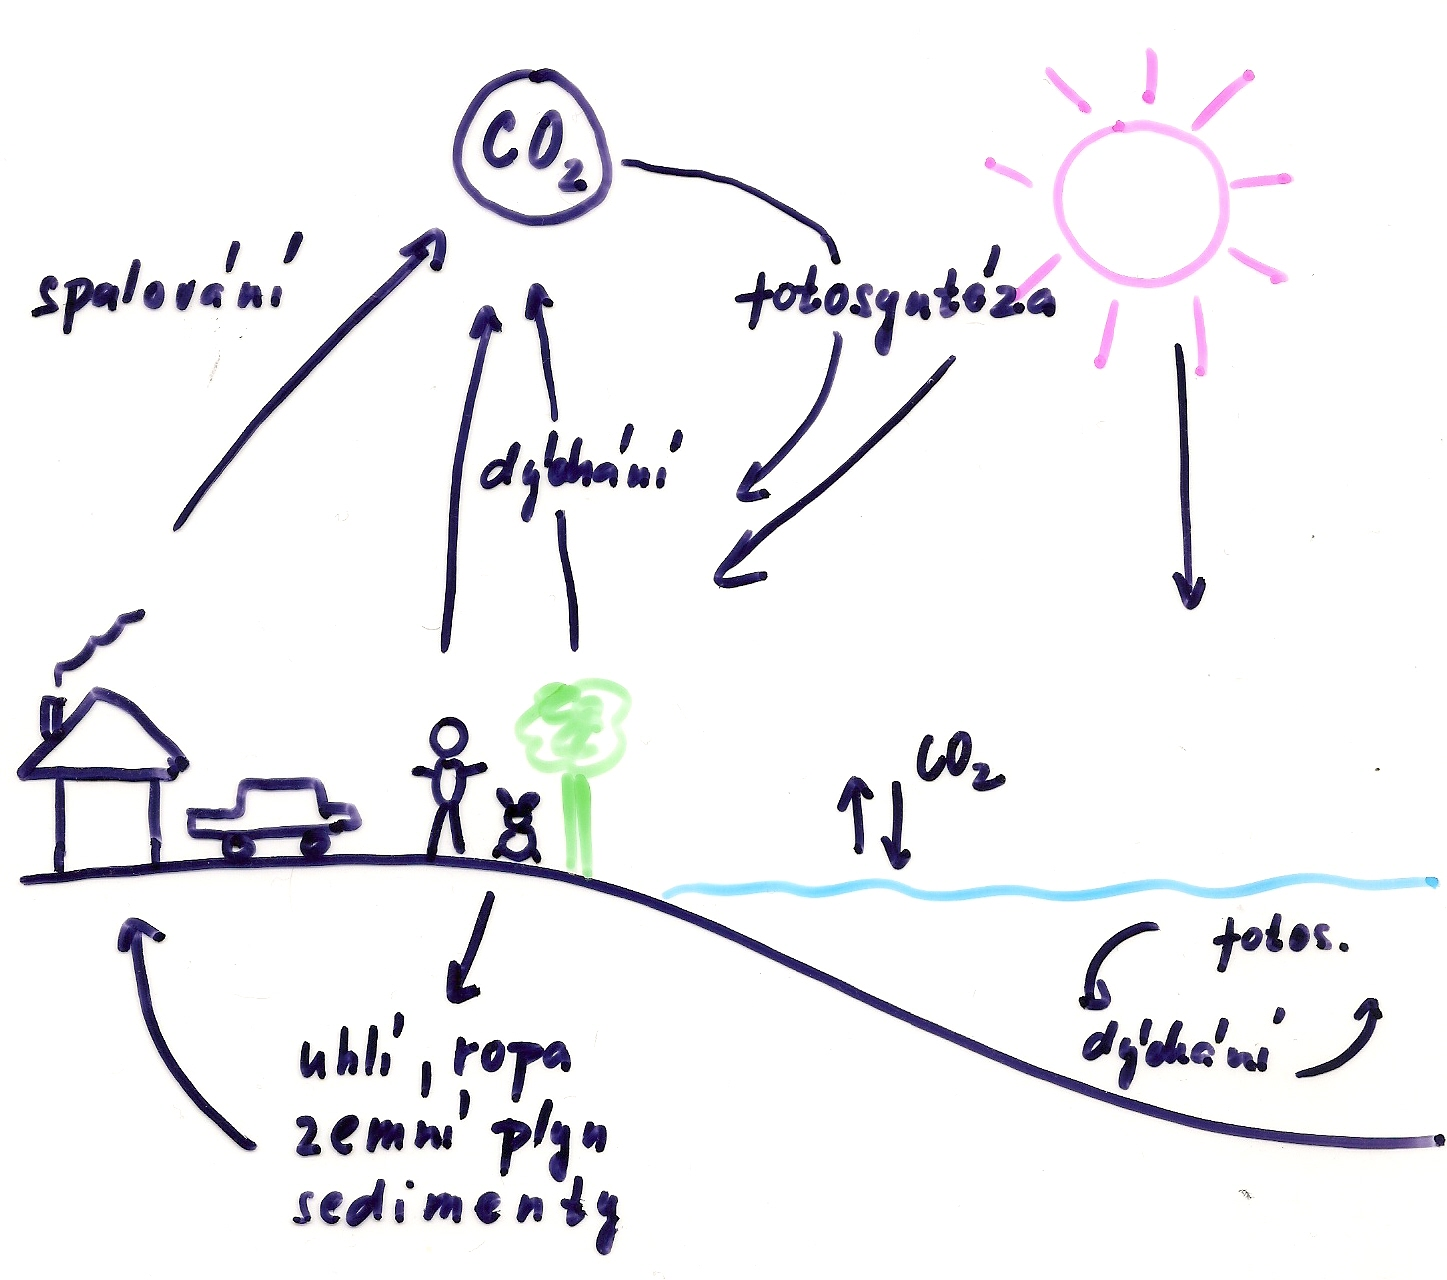 CO₂
spalování
fotosyntéza
dýchání
CO₂
fotos.
dýchání
uhlí, ropa
zemní plyn
sedimenty